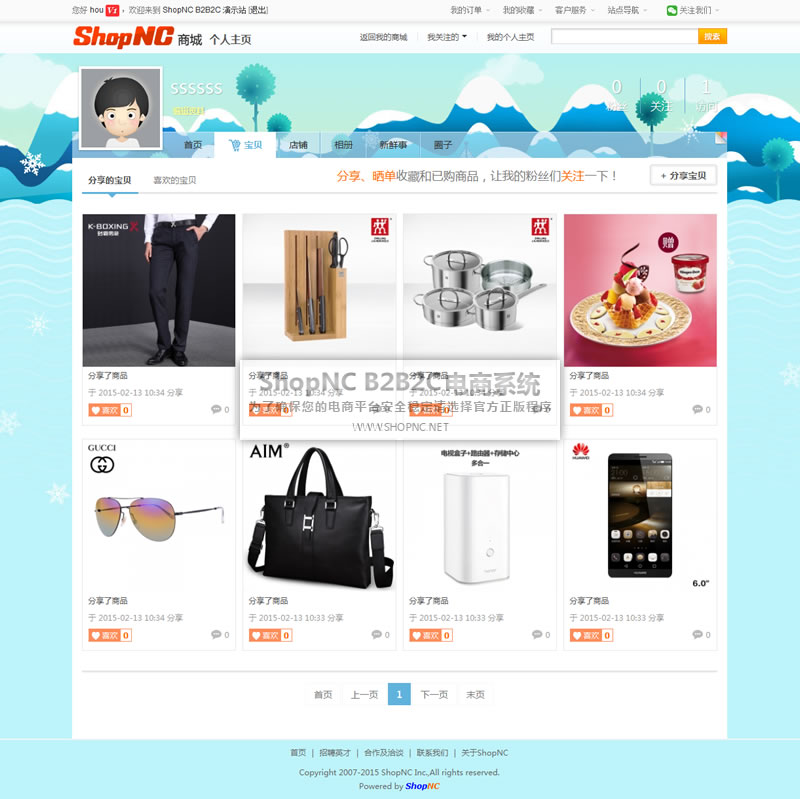 您好 hou V1 ，欢迎来到 ShopNC B2B2C 演示站 [退出]
我的订单 我的收藏 客户服务 站点导航 关注我们
ShopNC 商城 个人主页
返回我的商城 我关注的 我的个人主页 搜索
ssssss
0 0 1
粉丝 关注 访问
首页 宝贝 店铺 相册 新鲜事 圈子
分享的宝贝 喜欢的宝贝 分享、晒单收藏和已购商品，让我的粉丝们关注一下！ + 分享宝贝
K-BOXING X
赠
分享了商品 分享了商品 分享了商品 分享了商品
ShopNC B2B2C电商系统
于 2015-02-13 10:34 分享 于 2015-02-13 10:34 分享 于 2015-02-13 10:34 分享 于 2015-02-13 10:34 分享
为了确保您的电商平台安全稳定请选择官方正版程序
喜欢 0 0 喜欢 0 0
WWW.SHOPNC.NET
GUCCI AIM® 电视盒子+路由器+存储中心 HUAWEI
多合一
6.0"
分享了商品 分享了商品 分享了商品 分享了商品
于 2015-02-13 10:34 分享 于 2015-02-13 10:33 分享 于 2015-02-13 10:33 分享 于 2015-02-13 10:33 分享
喜欢 0 0 喜欢 0 0 喜欢 0 0 喜欢 0 0
首页 上一页 1 下一页 末页
首页 | 招聘英才 | 合作及洽谈 | 联系我们 | 关于ShopNC
Copyright 2007-2015 ShopNC Inc.,All rights reserved.
Powered by ShopNC